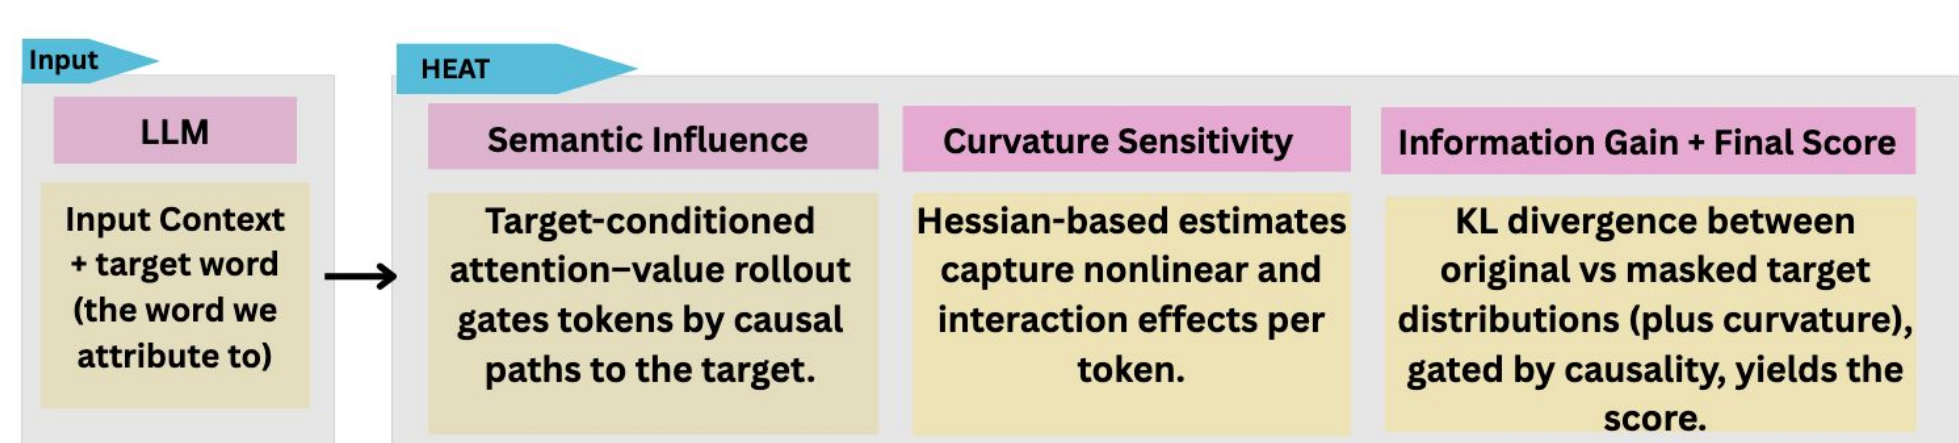 Input
LLM
Input Context
+ target word
(the word we
attribute to)
HEAT
Semantic Influence
Target-conditioned
attention–value rollout
gates tokens by causal
paths to the target.
Curvature Sensitivity
Hessian-based estimates
capture nonlinear and
interaction effects per
token.
Information Gain + Final Score
KL divergence between
original vs masked target
distributions (plus curvature),
gated by causality, yields the
score.